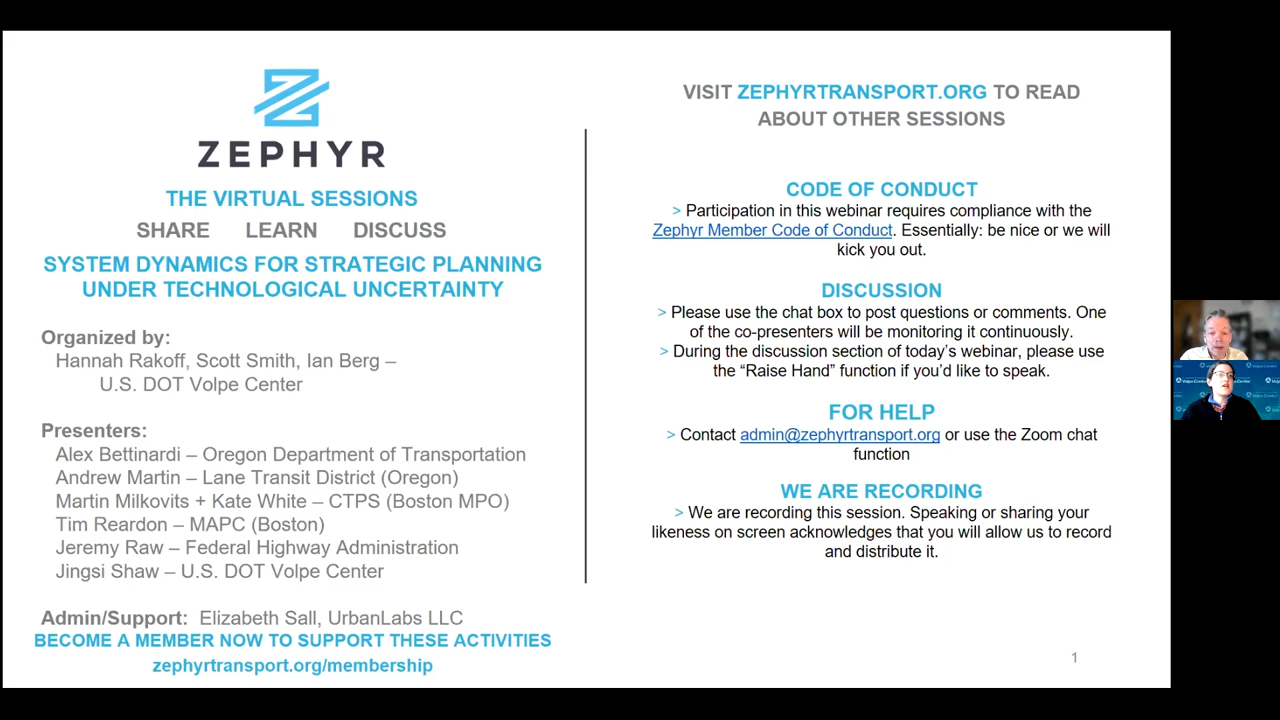 ZEPHYR
THE VIRTUAL SESSIONS
SHARE LEARN DISCUSS
SYSTEM DYNAMICS FOR STRATEGIC PLANNING
UNDER TECHNOLOGICAL UNCERTAINTY
Organized by:
Hannah Rakoff, Scott Smith, Ian Berg –
U.S. DOT Volpe Center
Presenters:
Alex Bettinardi – Oregon Department of Transportation
Andrew Martin – Lane Transit District (Oregon)
Martin Milkovits + Kate White – CTPS (Boston MPO)
Tim Reardon – MAPC (Boston)
Jeremy Raw – Federal Highway Administration
Jingsi Shaw – U.S. DOT Volpe Center
Admin/Support: Elizabeth Sall, UrbanLabs LLC
BECOME A MEMBER NOW TO SUPPORT THESE ACTIVITIES
zephyrtransport.org/membership
VISIT ZEPHYRTRANSPORT.ORG TO READ
ABOUT OTHER SESSIONS
CODE OF CONDUCT
> Participation in this webinar requires compliance with the
Zephyr Member Code of Conduct. Essentially: be nice or we will
kick you out.
DISCUSSION
> Please use the chat box to post questions or comments. One
of the co-presenters will be monitoring it continuously.
> During the discussion section of today's webinar, please use
the “Raise Hand” function if you'd like to speak.
FOR HELP
> Contact admin@zephyrtransport.org or use the Zoom chat
function
WE ARE RECORDING
> We are recording this session. Speaking or sharing your
likeness on screen acknowledges that you will allow us to record
and distribute it.
1